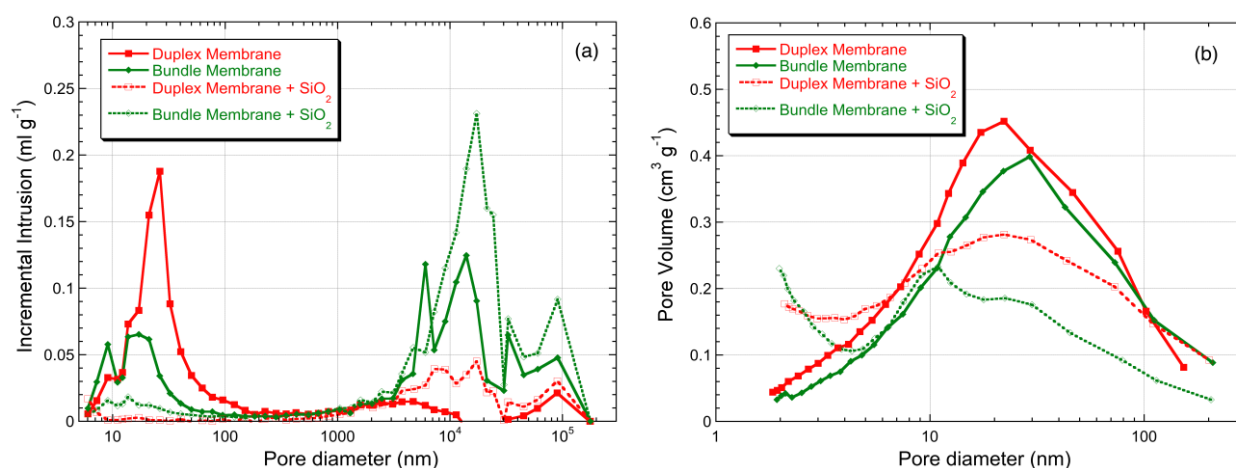 0.3
0.25
0.2
0.15
0.1
0.05
0
Incremental Intrusion (ml g-1)
(a)
Duplex Membrane
Bundle Membrane
Duplex Membrane + SiO2
Bundle Membrane + SiO2
10 100 1000 10^4 10^5
Pore diameter (nm)
0.6
0.5
0.4
0.3
0.2
0.1
0
Pore Volume (cm3 g-1)
(b)
Duplex Membrane
Bundle Membrane
Duplex Membrane + SiO2
Bundle Membrane + SiO2
1 10 100
Pore diameter (nm)